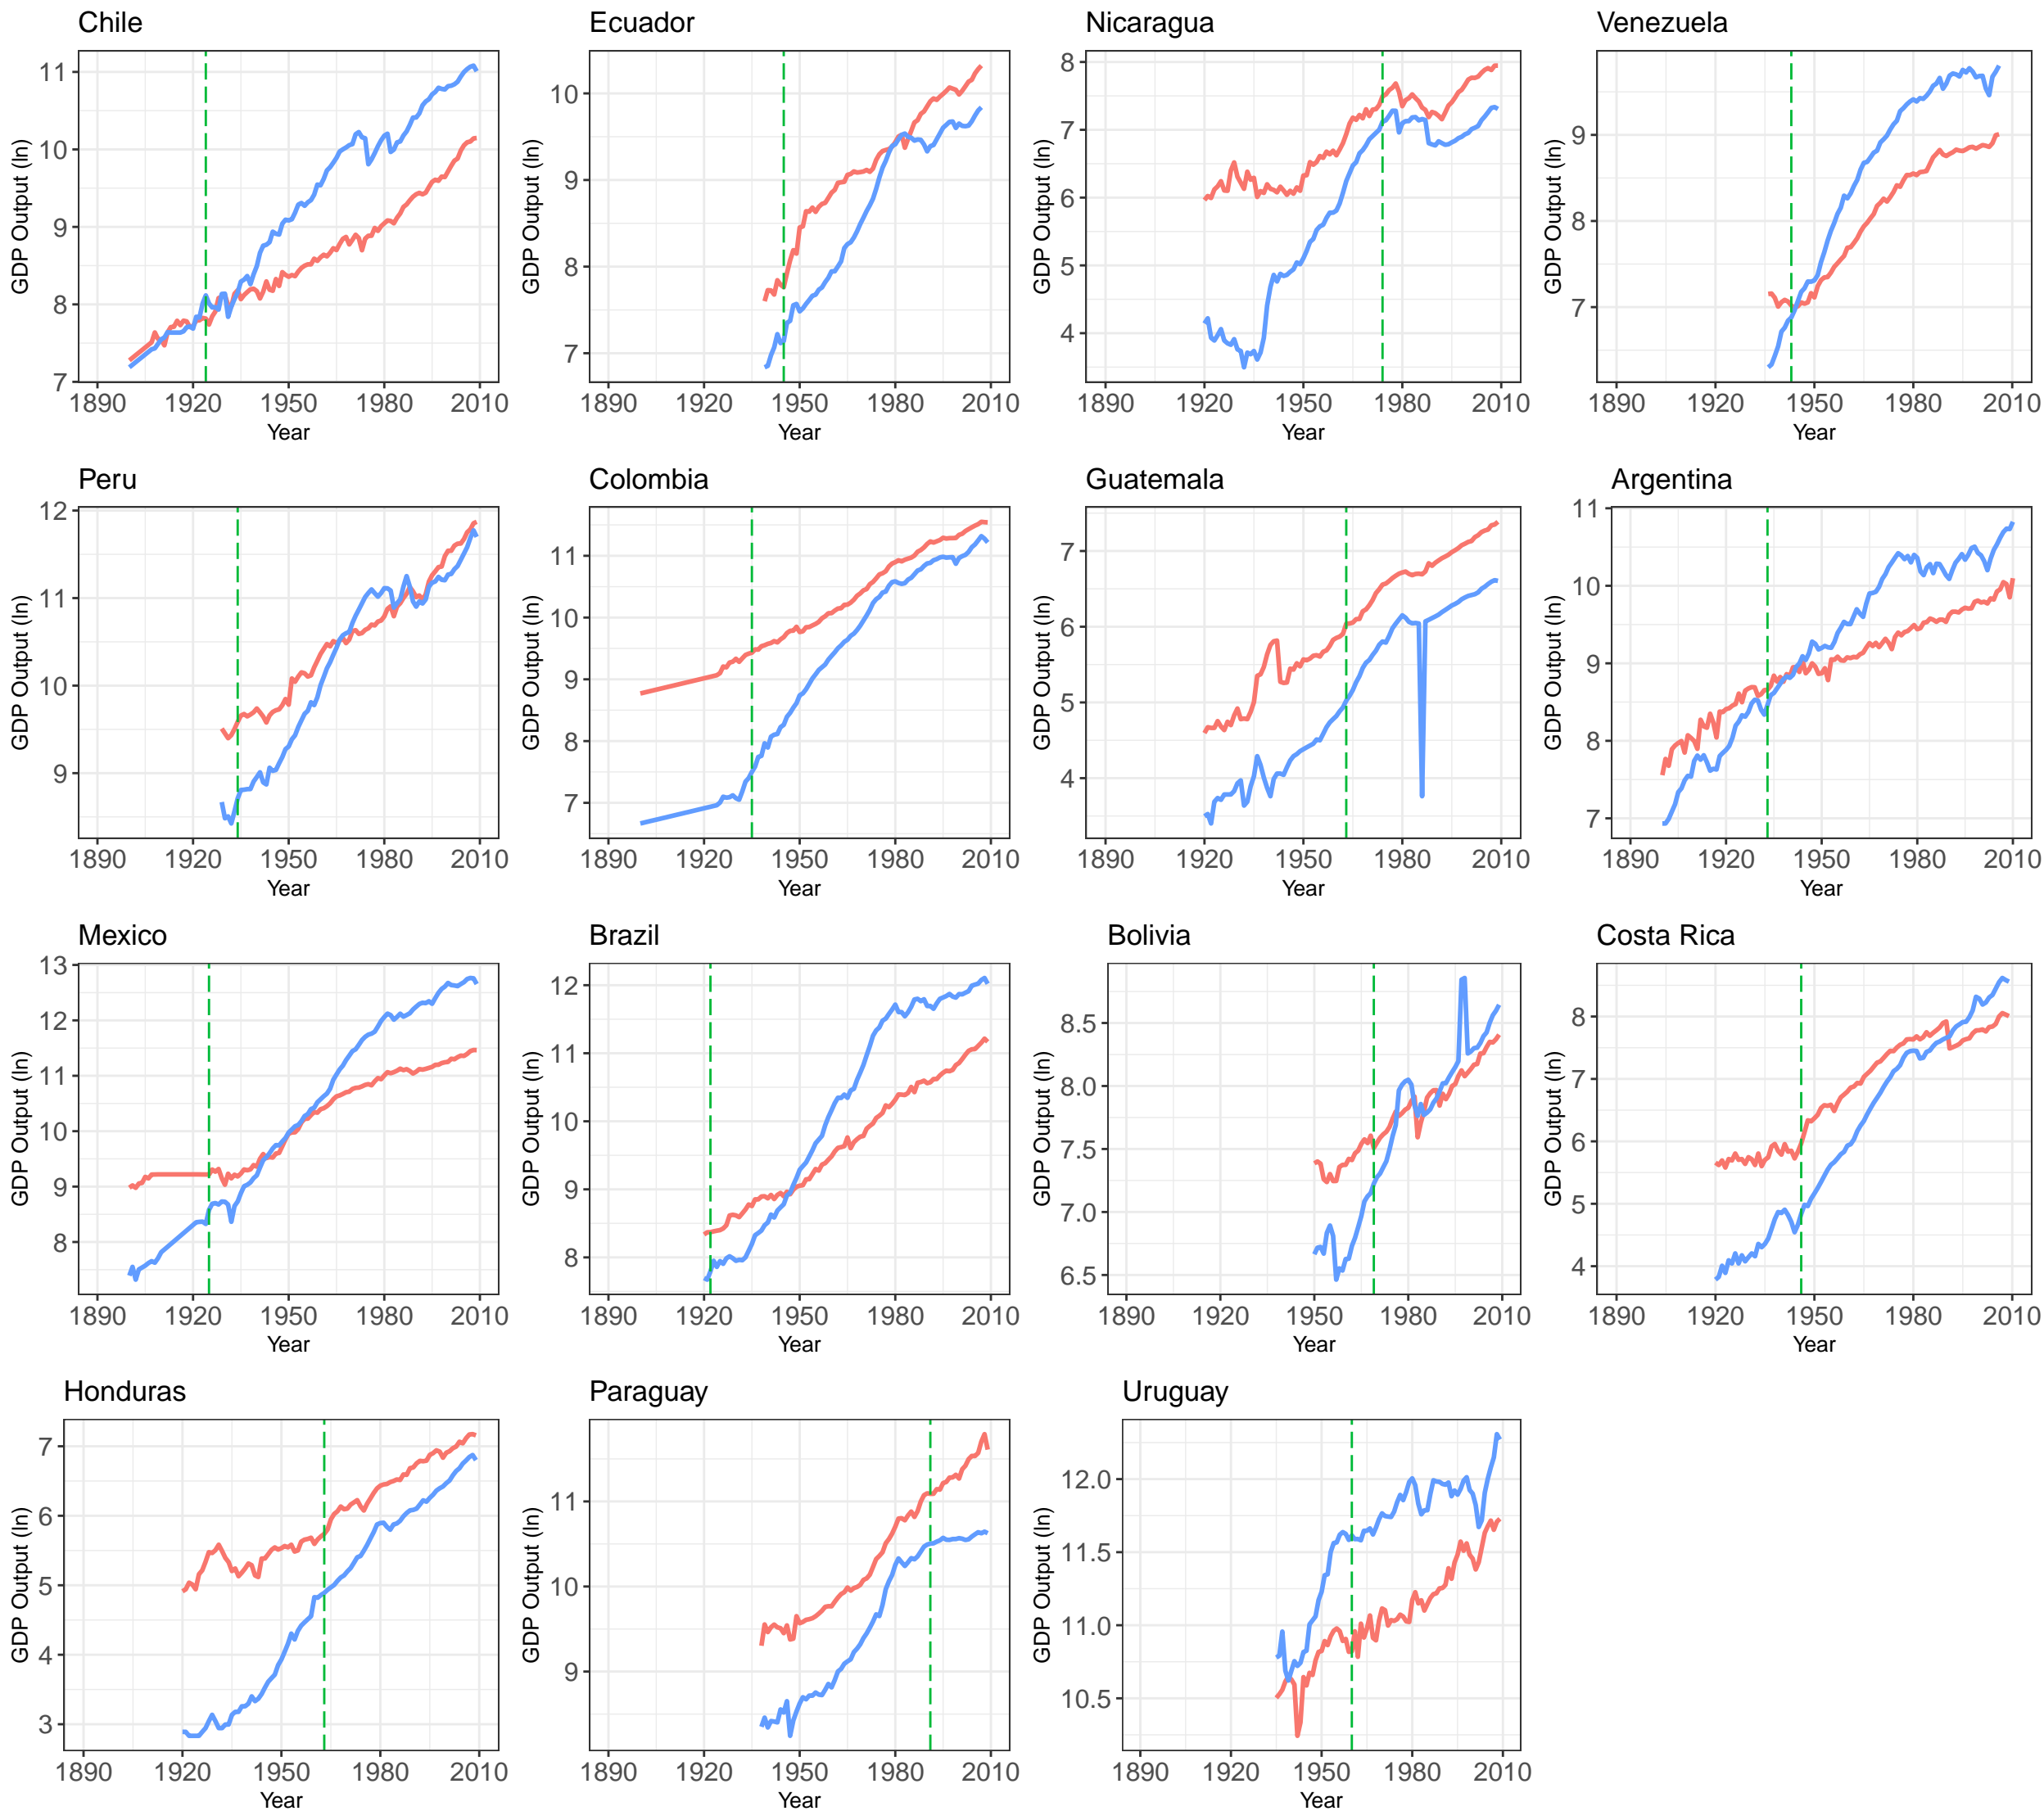 Chile
Ecuador
Nicaragua
Venezuela
GDP Output (ln)
11
10
9
8
7
1890 1920 1950 1980 2010
Year
GDP Output (ln)
10
9
8
7
1890 1920 1950 1980 2010
Year
GDP Output (ln)
8
7
6
5
4
1890 1920 1950 1980 2010
Year
GDP Output (ln)
9
8
7
1890 1920 1950 1980 2010
Year
Peru
Colombia
Guatemala
Argentina
GDP Output (ln)
12
11
10
9
1890 1920 1950 1980 2010
Year
GDP Output (ln)
11
10
9
8
7
1890 1920 1950 1980 2010
Year
GDP Output (ln)
7
6
5
4
1890 1920 1950 1980 2010
Year
GDP Output (ln)
11
10
9
8
7
1890 1920 1950 1980 2010
Year
Mexico
Brazil
Bolivia
Costa Rica
GDP Output (ln)
13
12
11
10
9
8
1890 1920 1950 1980 2010
Year
GDP Output (ln)
12
11
10
9
8
1890 1920 1950 1980 2010
Year
GDP Output (ln)
8.5
8.0
7.5
7.0
6.5
1890 1920 1950 1980 2010
Year
GDP Output (ln)
8
7
6
5
4
1890 1920 1950 1980 2010
Year
Honduras
Paraguay
Uruguay
GDP Output (ln)
7
6
5
4
3
1890 1920 1950 1980 2010
Year
GDP Output (ln)
11
10
9
1890 1920 1950 1980 2010
Year
GDP Output (ln)
12.0
11.5
11.0
10.5
1890 1920 1950 1980 2010
Year